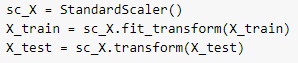 sc_X = StandardScaler()
X_train = sc_X.fit_transform(X_train)
X_test = sc_X.transform(X_test)